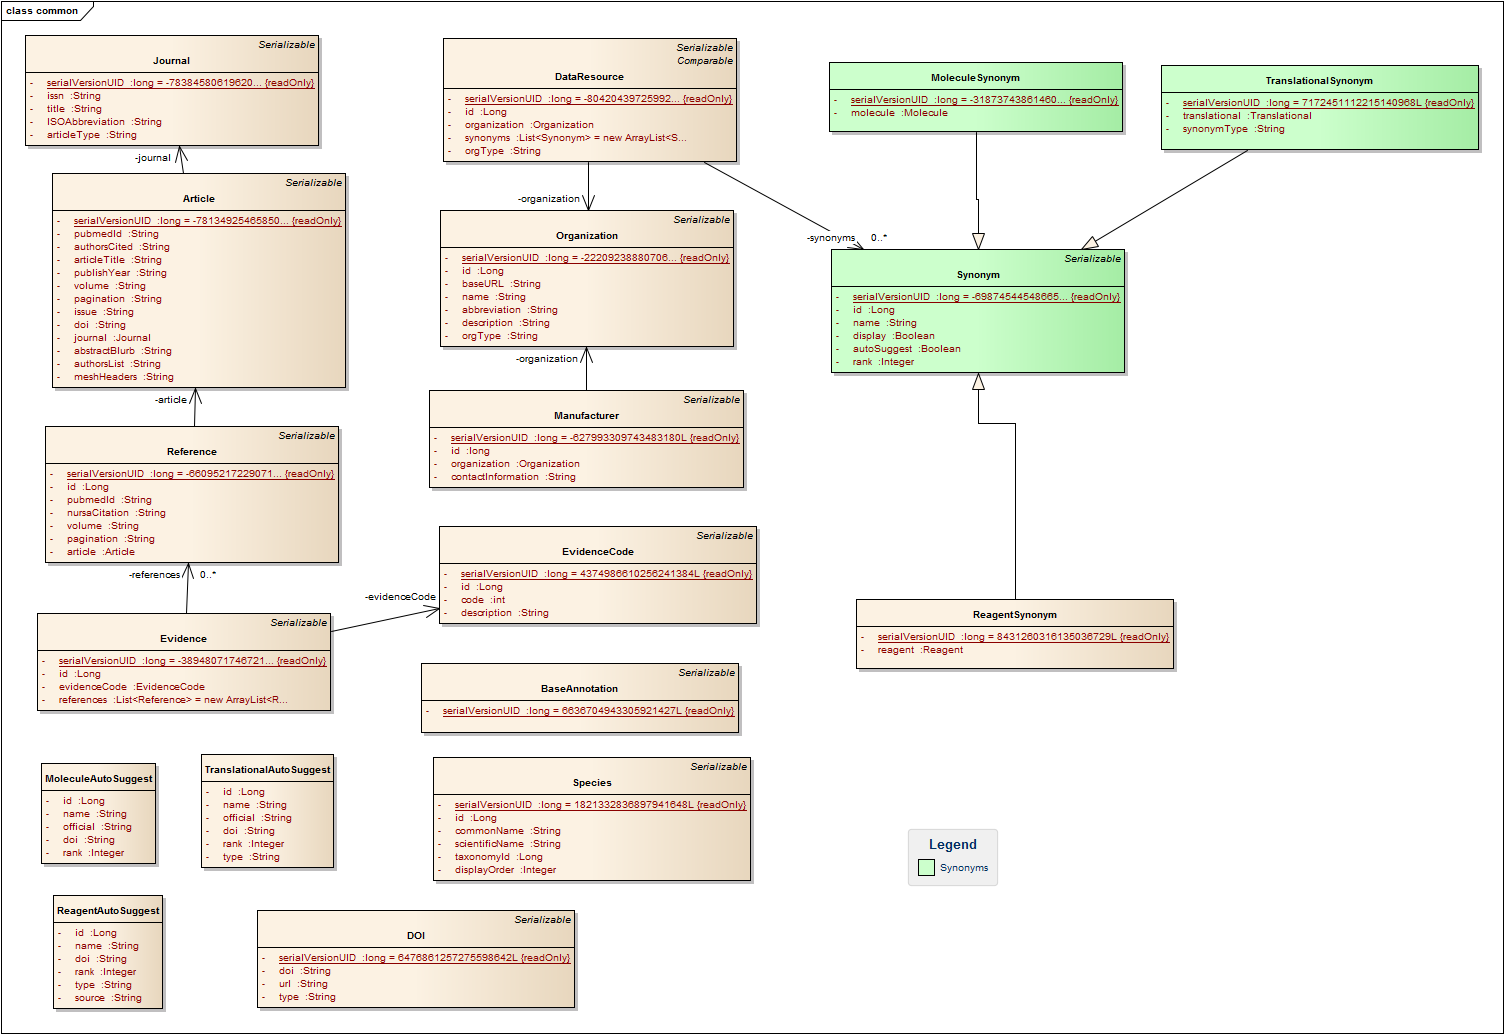 class common
Serializable
Journal
- serialVersionUID :long = -78384580619620... {readOnly}
- issn :String
- title :String
- ISOAbbreviation :String
- articleType :String
-journal
Serializable
Article
- serialVersionUID :long = -78134925465850... {readOnly}
- pubmedId :String
- authorsCited :String
- articleTitle :String
- publishYear :String
- volume :String
- pagination :String
- issue :String
- doi :String
- journal :Journal
- abstractBlurb :String
- authorsList :String
- meshHeaders :String
-article
Serializable
Reference
- serialVersionUID :long = -66095217229071... {readOnly}
- id :Long
- pubmedId :String
- nursaCitation :String
- volume :String
- pagination :String
- article :Article
-references 0..*
Serializable
Evidence
- serialVersionUID :long = -38948071746721... {readOnly}
- id :Long
- evidenceCode :EvidenceCode
- references :List<Reference> = new ArrayList<R...
-evidenceCode
Serializable
Comparable
DataResource
- serialVersionUID :long = -80420439725992... {readOnly}
- id :Long
- organization :Organization
- synonyms :List<Synonym> = new ArrayList<S...
- orgType :String
-organization
Serializable
Organization
- serialVersionUID :long = -22209238880706... {readOnly}
- id :Long
- baseURL :String
- name :String
- abbreviation :String
- description :String
- orgType :String
-organization
Serializable
Manufacturer
- serialVersionUID :long = -627993309743483180L {readOnly}
- id :long
- organization :Organization
- contactInformation :String
Serializable
EvidenceCode
- serialVersionUID :long = 4374986610256241384L {readOnly}
- id :Long
- code :int
- description :String
Serializable
BaseAnnotation
- serialVersionUID :long = 6636704943305921427L {readOnly}
Serializable
Species
- serialVersionUID :long = 1821332836897941648L {readOnly}
- id :Long
- commonName :String
- scientificName :String
- taxonomyId :Long
- displayOrder :Integer
MoleculeSynonym
- serialVersionUID :long = -31873743861460... {readOnly}
- molecule :Molecule
TranslationalSynonym
- serialVersionUID :long = 7172451112215140968L {readOnly}
- translational :Translational
- synonymType :String
-synonyms 0..*
Serializable
Synonym
- serialVersionUID :long = -69874544548665... {readOnly}
- id :Long
- name :String
- display :Boolean
- autoSuggest :Boolean
- rank :Integer
ReagentSynonym
- serialVersionUID :long = 8431260316135036729L {readOnly}
- reagent :Reagent
MoleculeAutoSuggest
- id :Long
- name :String
- official :String
- doi :String
- rank :Integer
TranslationalAutoSuggest
- id :Long
- name :String
- official :String
- doi :String
- rank :Integer
- type :String
ReagentAutoSuggest
- id :Long
- name :String
- doi :String
- rank :Integer
- type :String
- source :String
Serializable
DOI
- serialVersionUID :long = 6476861257275598642L {readOnly}
- doi :String
- url :String
- type :String
Legend
Synonyms